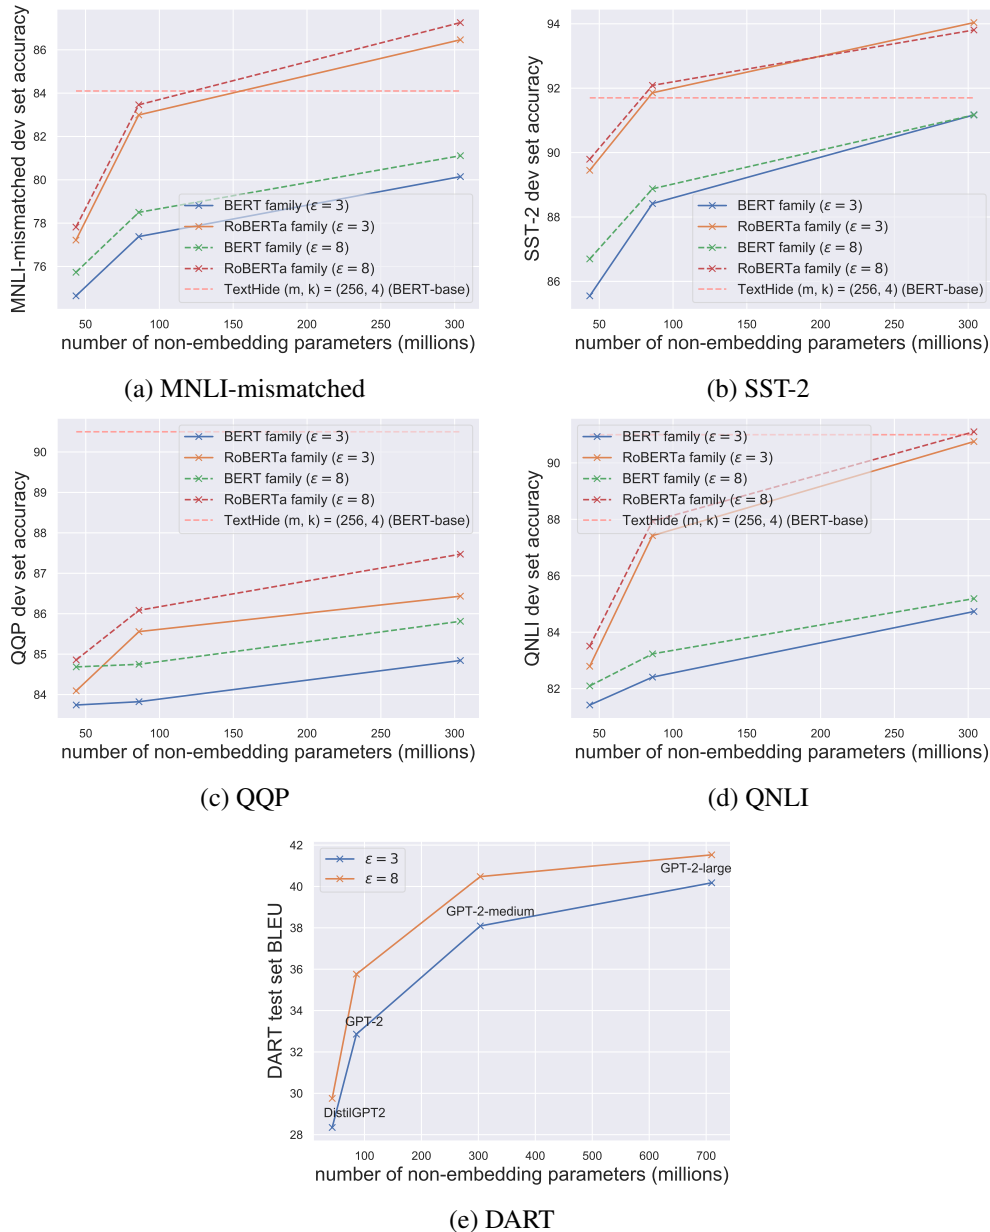 MNLI-mismatched dev set accuracy
86
84
82
80
78
76
BERT family (ε = 3)
RoBERTa family (ε = 3)
BERT family (ε = 8)
RoBERTa family (ε = 8)
TextHide (m, k) = (256, 4) (BERT-base)
50 100 150 200 250 300
number of non-embedding parameters (millions)
(a) MNLI-mismatched
SST-2 dev set accuracy
94
92
90
88
86
BERT family (ε = 3)
RoBERTa family (ε = 3)
BERT family (ε = 8)
RoBERTa family (ε = 8)
TextHide (m, k) = (256, 4) (BERT-base)
50 100 150 200 250 300
number of non-embedding parameters (millions)
(b) SST-2
QQP dev set accuracy
90
89
88
87
86
85
84
BERT family (ε = 3)
RoBERTa family (ε = 3)
BERT family (ε = 8)
RoBERTa family (ε = 8)
TextHide (m, k) = (256, 4) (BERT-base)
50 100 150 200 250 300
number of non-embedding parameters (millions)
(c) QQP
QNLI dev set accuracy
90
88
86
84
82
BERT family (ε = 3)
RoBERTa family (ε = 3)
BERT family (ε = 8)
RoBERTa family (ε = 8)
TextHide (m, k) = (256, 4) (BERT-base)
50 100 150 200 250 300
number of non-embedding parameters (millions)
(d) QNLI
DART test set BLEU
42
40
38
36
34
32
30
28
ε = 3
ε = 8
GPT-2-large
GPT-2-medium
GPT-2
DistilGPT2
100 200 300 400 500 600 700
number of non-embedding parameters (millions)
(e) DART